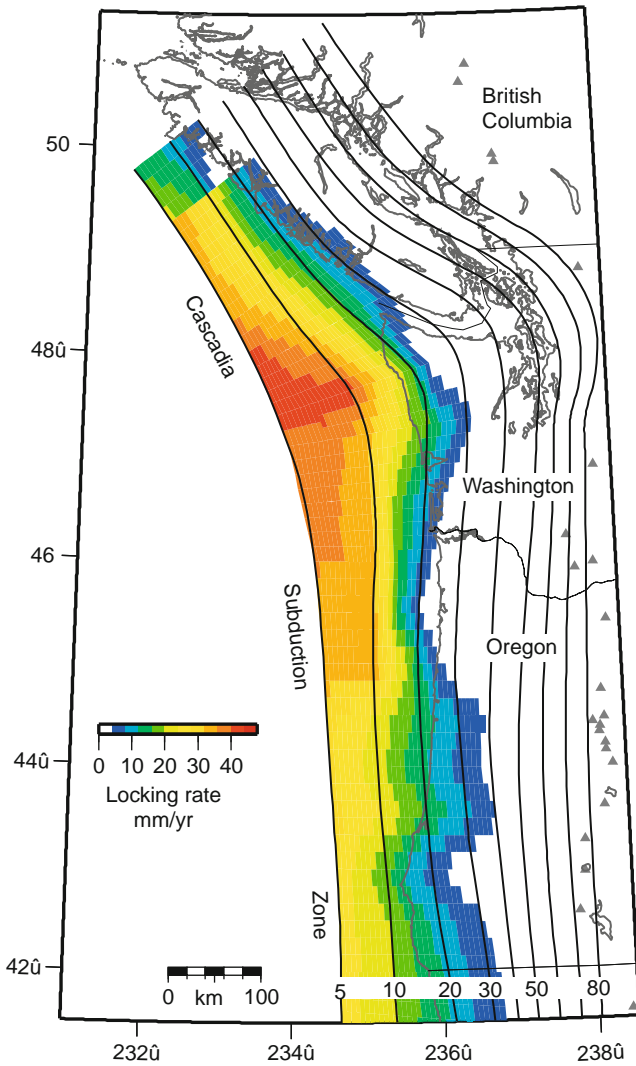 British
Columbia
50
Cascadia
48û
Washington
46
Subduction
Oregon
0 10 20 30 40
Locking rate
mm/yr
44û
Zone
42û
0 km 100
5 10 20 30 50 80
232û 234û 236û 238û